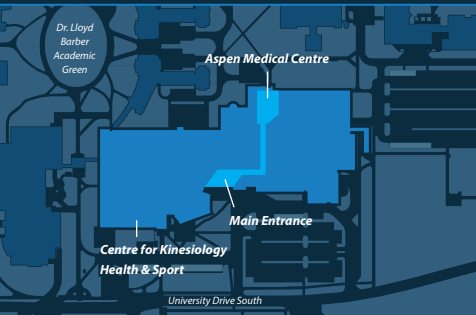 Dr. Lloyd
Barber
Academic
Green
Aspen Medical Centre
Main Entrance
Centre for Kinesiology
Health & Sport
University Drive South